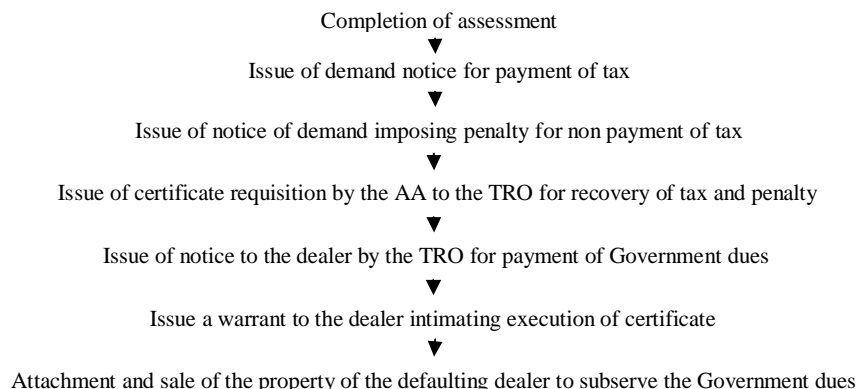 Completion of assessment
Issue of demand notice for payment of tax
Issue of notice of demand imposing penalty for non payment of tax
Issue of certificate requisition by the AA to the TRO for recovery of tax and penalty
Issue of notice to the dealer by the TRO for payment of Government dues
Issue a warrant to the dealer intimating execution of certificate
Attachment and sale of the property of the defaulting dealer to subserve the Government dues